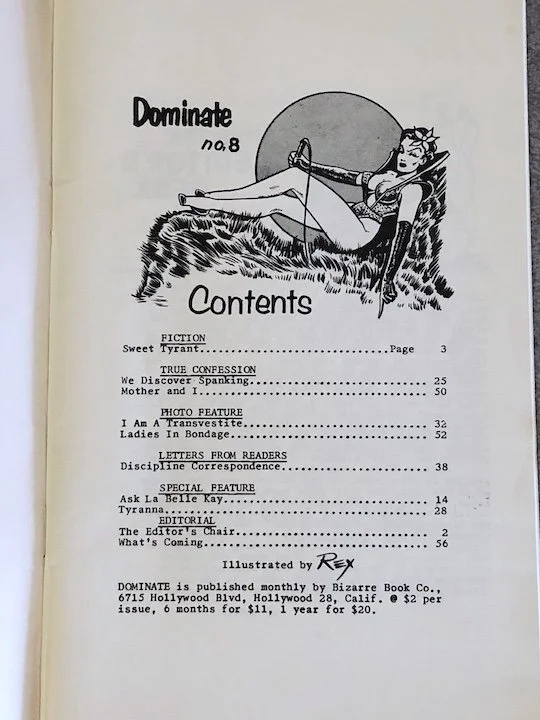 Dominate
no. 8
Contents
FICTION
Sweet Tyrant................................Page 3
TRUE CONFESSION
We Discover Spanking.............................. 25
Mother and I...................................... 50
PHOTO FEATURE
I Am A Transvestite............................... 32
Ladies In Bondage................................. 52
LETTERS FROM READERS
Discipline Correspondence......................... 38
SPECIAL FEATURE
Ask La Belle Kay.................................. 14
Tyranna........................................... 28
EDITORIAL
The Editor's Chair................................ 2
What's Coming..................................... 56
Illustrated by Rex
DOMINATE is published monthly by Bizarre Book Co.,
6715 Hollywood Blvd, Hollywood 28, Calif. @ $2 per
issue, 6 months for $11, 1 year for $20.